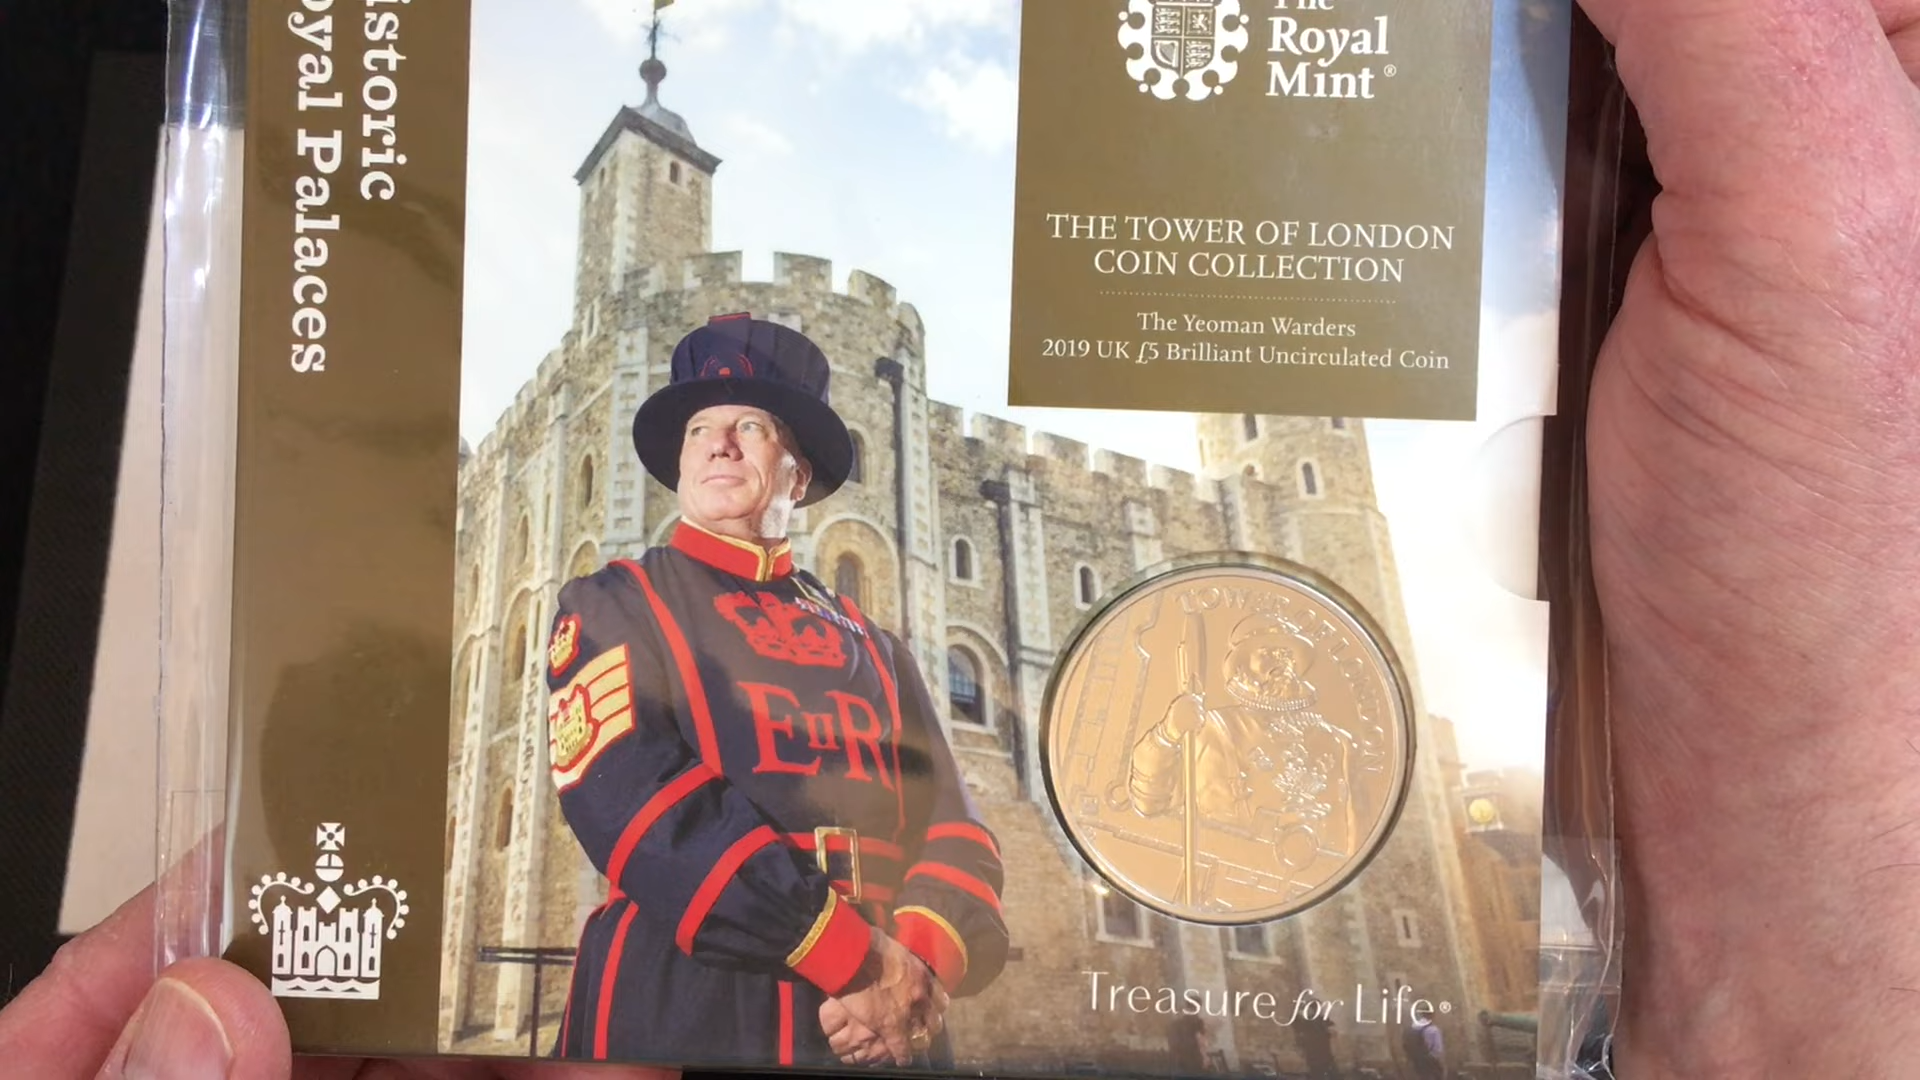 istoric
oyal Palaces
The
Royal
Mint®
THE TOWER OF LONDON
COIN COLLECTION
The Yeoman Warders
2019 UK £5 Brilliant Uncirculated Coin
EIIR
TOWER OF LONDON
Treasure for Life®